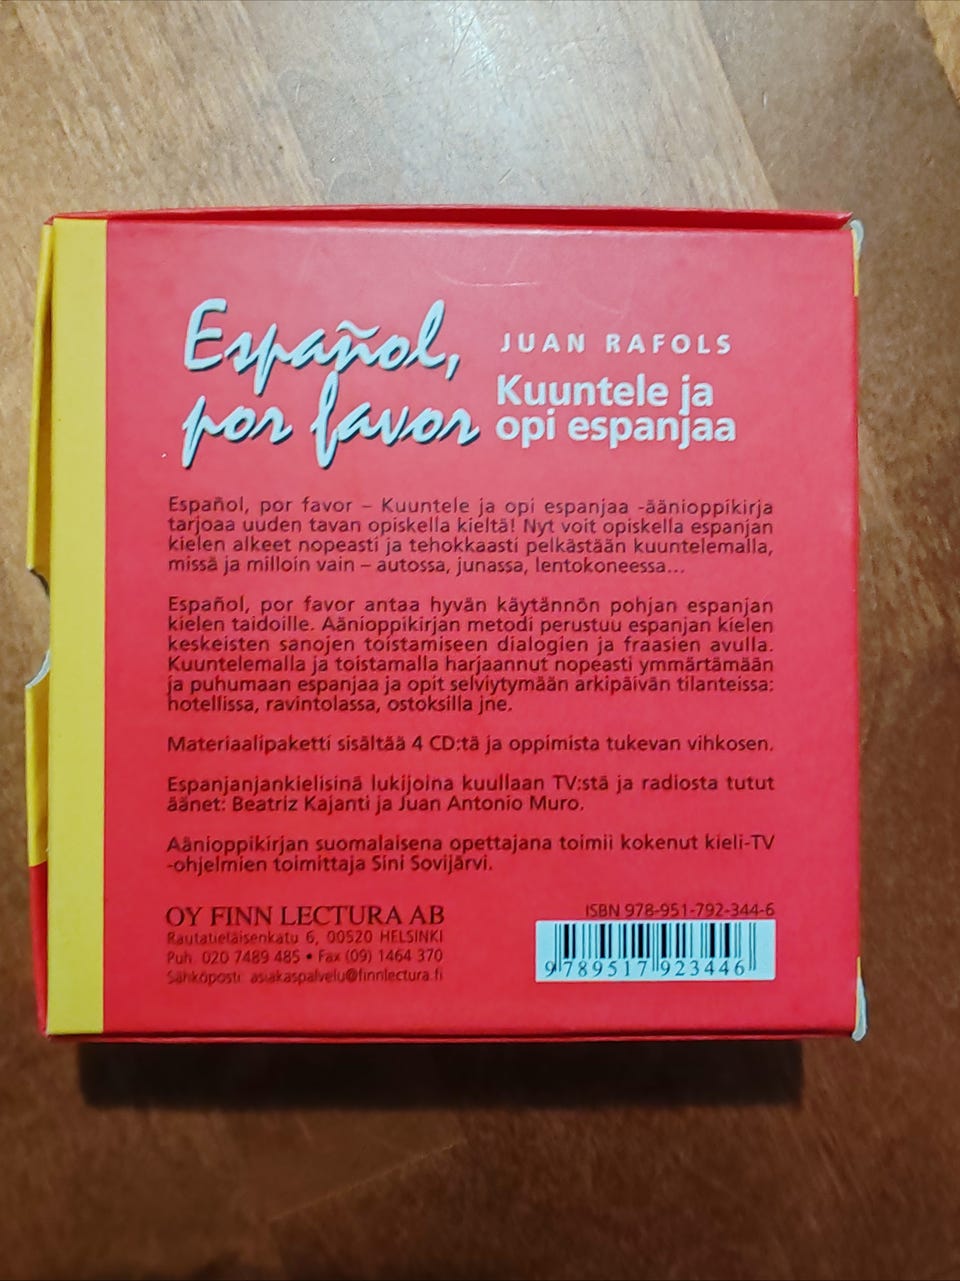 Español,
por favor
JUAN RAFOLS
Kuuntele ja
opi espanjaa
Español, por favor – Kuuntele ja opi espanjaa -äänioppikirja
tarjoaa uuden tavan opiskella kieltä! Nyt voit opiskella espanjan
kielen alkeet nopeasti ja tehokkaasti pelkästään kuuntelemalla,
missä ja milloin vain – autossa, junassa, lentokoneessa...
Español, por favor antaa hyvän käytännön pohjan espanjan
kielen taidoille. Äänioppikirjan metodi perustuu espanjan kielen
keskeisten sanojen toistamiseen dialogien ja fraasien avulla.
Kuuntelemalla ja toistamalla harjaannut nopeasti ymmärtämään
ja puhumaan espanjaa ja opit selviytymään arkipäivän tilanteissa:
hotellissa, ravintolassa, ostoksilla jne.
Materiaalipaketti sisältää 4 CD:tä ja oppimista tukevan vihkosen.
Espanjanjankielisinä lukijoina kuullaan TV:stä ja radiosta tutut
äänet: Beatriz Kajanti ja Juan Antonio Muro.
Äänioppikirjan suomalaisena opettajana toimii kokenut kieli-TV
-ohjelmien toimittaja Sini Sovijärvi.
OY FINN LECTURA AB
Rautatieläisenkatu 6, 00520 HELSINKI
Puh. 020 7489 485 • Fax (09) 1464 370
Sähköposti: asiakaspalvelu@finnlectura.fi
ISBN 978-951-792-344-6
9 789517 923446